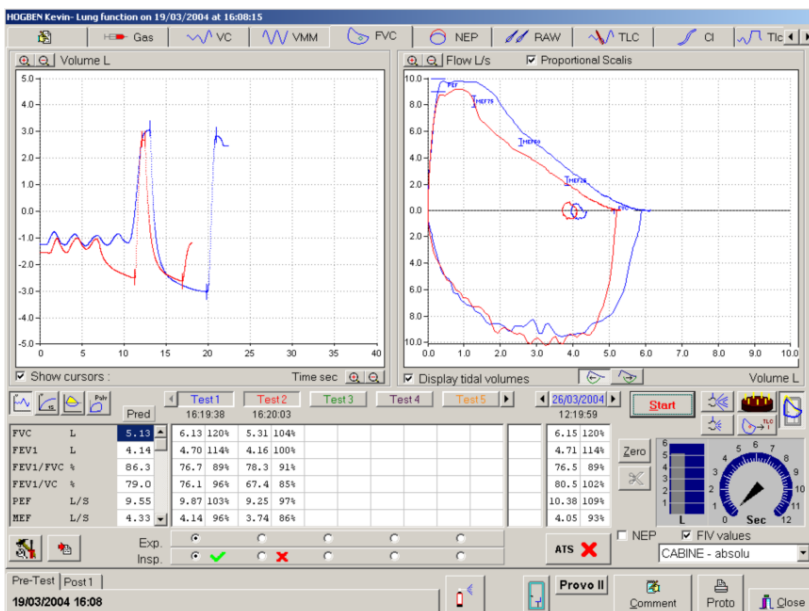 HOGBEN Kevin- Lung function on 19/03/2004 at 16:08:15
Gas VC VMM FVC NEP RAW TLC CI Tlc
Volume L
Flow L/s Proportional Scalis
5.0
4.0
3.0
2.0
1.0
0.0
-1.0
-2.0
-3.0
-4.0
-5.0
0 5 10 15 20 25 30 35 40
10.0
8.0
6.0
4.0
2.0
0.0
2.0
4.0
6.0
8.0
10.0
PEF
FVC
0.0 1.0 2.0 3.0 4.0 5.0 6.0 7.0 8.0 9.0 10.0
Show cursors : Time sec
Display tidal volumes Volume L
Pred Test 1 Test 2 Test 3 Test 4 Test 5 26/03/2004 Start
16:19:38 16:20:03 12:19:59
FVC L 5.13 6.13 120% 5.31 104% 6.15 120%
FEV1 L 4.14 4.70 114% 4.16 100% 4.71 114%
FEV1/FVC % 86.3 76.7 89% 78.3 91% 76.5 89%
FEV1/VC % 79.0 76.1 96% 67.4 85% 80.5 102%
PEF L/S 9.55 9.87 103% 9.25 97% 10.38 109%
MEF L/S 4.33 4.14 96% 3.74 86% 4.05 93%
Zero
6
5
4
3
2
1
L
0 1 2 3 4 5 6 7 8 9 10 11 12
Sec
Exp.
Insp.
ATS
NEP FIV values
CABINE - absolu
Pre-Test Post 1
19/03/2004 16:08
Provo II
Comment Proto Close